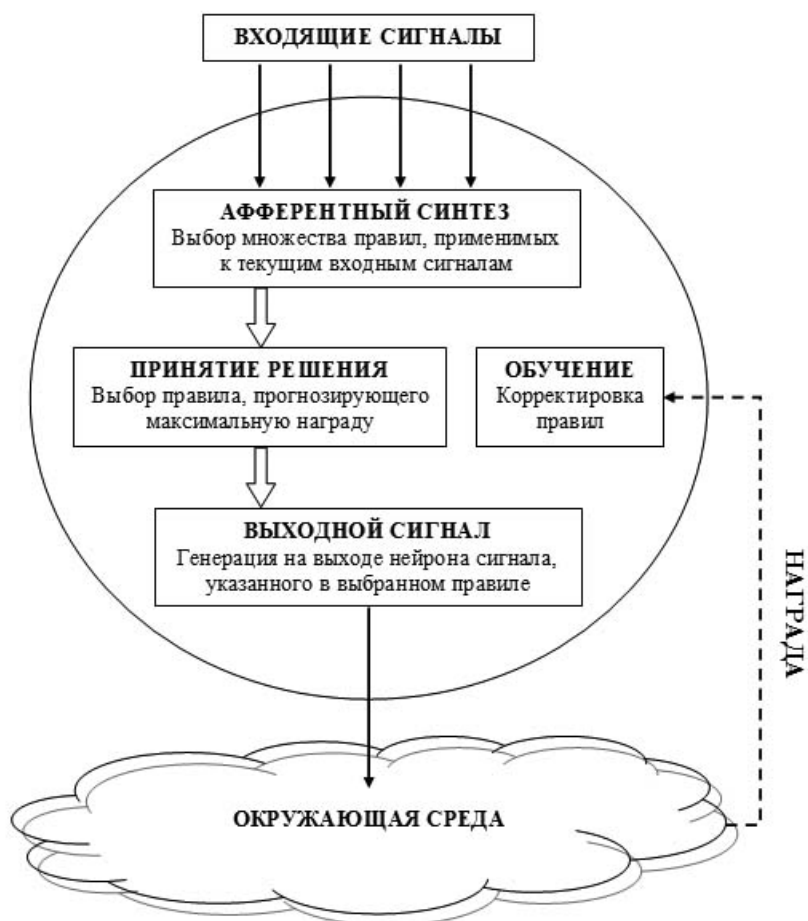 ВХОДЯЩИЕ СИГНАЛЫ
АФФЕРЕНТНЫЙ СИНТЕЗ
Выбор множества правил, применимых
к текущим входным сигналам
ПРИНЯТИЕ РЕШЕНИЯ
Выбор правила, прогнозирующего
максимальную награду
ОБУЧЕНИЕ
Корректировка
правил
ВЫХОДНОЙ СИГНАЛ
Генерация на выходе нейрона сигнала,
указанного в выбранном правиле
НАГРАДА
ОКРУЖАЮЩАЯ СРЕДА